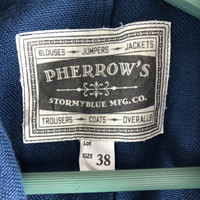 BLOUSES - JUMPERS - JACKETS
PHERROW'S
STORMYBLUE MFG. CO.
TROUSERS - COATS - OVERALLS
LOT
SIZE 38